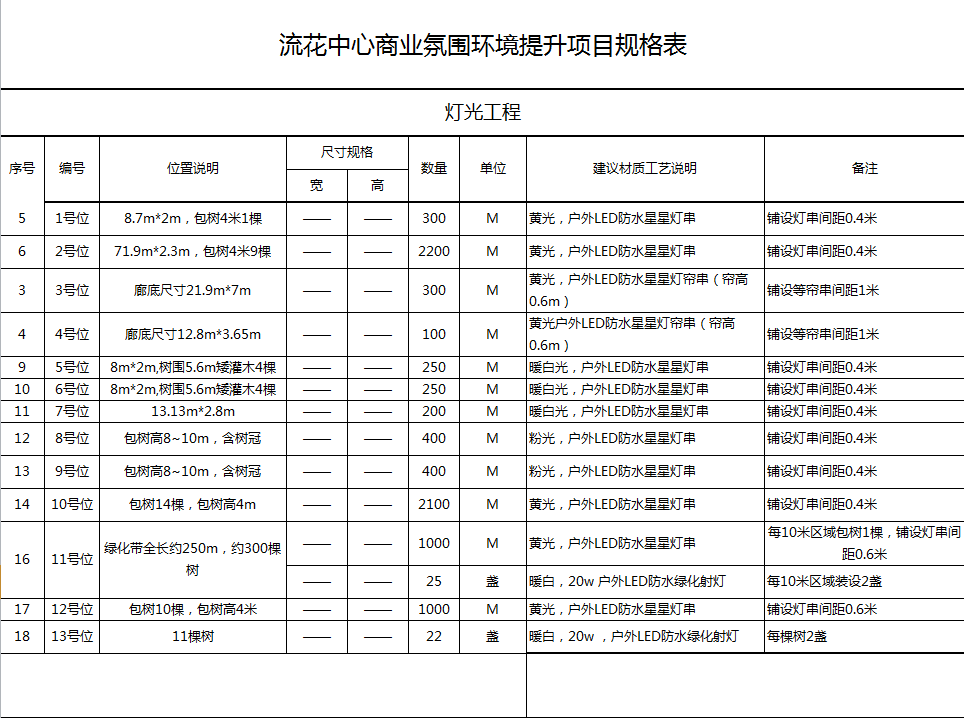 流花中心商业氛围环境提升项目规格表
灯光工程
序号 编号 位置说明 尺寸规格 数量 单位 建议材质工艺说明 备注
宽 高
5 1号位 8.7m*2m，包树4米1棵 —— —— 300 M 黄光，户外LED防水星星灯串 铺设灯串间距0.4米
6 2号位 71.9m*2.3m，包树4米9棵 —— —— 2200 M 黄光，户外LED防水星星灯串 铺设灯串间距0.4米
3 3号位 廊底尺寸21.9m*7m —— —— 300 M 黄光，户外LED防水星星灯帘串（帘高
0.6m） 铺设等帘串间距1米
4 4号位 廊底尺寸12.8m*3.65m —— —— 100 M 黄光户外LED防水星星灯帘串（帘高
0.6m） 铺设等帘串间距1米
9 5号位 8m*2m,树围5.6m矮灌木4棵 —— —— 250 M 暖白光，户外LED防水星星灯串 铺设灯串间距0.4米
10 6号位 8m*2m,树围5.6m矮灌木4棵 —— —— 250 M 暖白光，户外LED防水星星灯串 铺设灯串间距0.4米
11 7号位 13.13m*2.8m —— —— 200 M 暖白光，户外LED防水星星灯串 铺设灯串间距0.4米
12 8号位 包树高8~10m，含树冠 —— —— 400 M 粉光，户外LED防水星星灯串 铺设灯串间距0.4米
13 9号位 包树高8~10m，含树冠 —— —— 400 M 粉光，户外LED防水星星灯串 铺设灯串间距0.4米
14 10号位 包树14棵，包树高4m —— —— 2100 M 黄光，户外LED防水星星灯串 铺设灯串间距0.4米
16 11号位 绿化带全长约250m，约300棵
树 —— —— 1000 M 黄光，户外LED防水星星灯串 每10米区域包树1棵，铺设灯串间
距0.6米
—— —— 25 盏 暖白，20w 户外LED防水绿化射灯 每10米区域装设2盏
17 12号位 包树10棵，包树高4米 —— —— 1000 M 黄光，户外LED防水星星灯串 铺设灯串间距0.6米
18 13号位 11棵树 —— —— 22 盏 暖白，20w ，户外LED防水绿化射灯 每棵树2盏